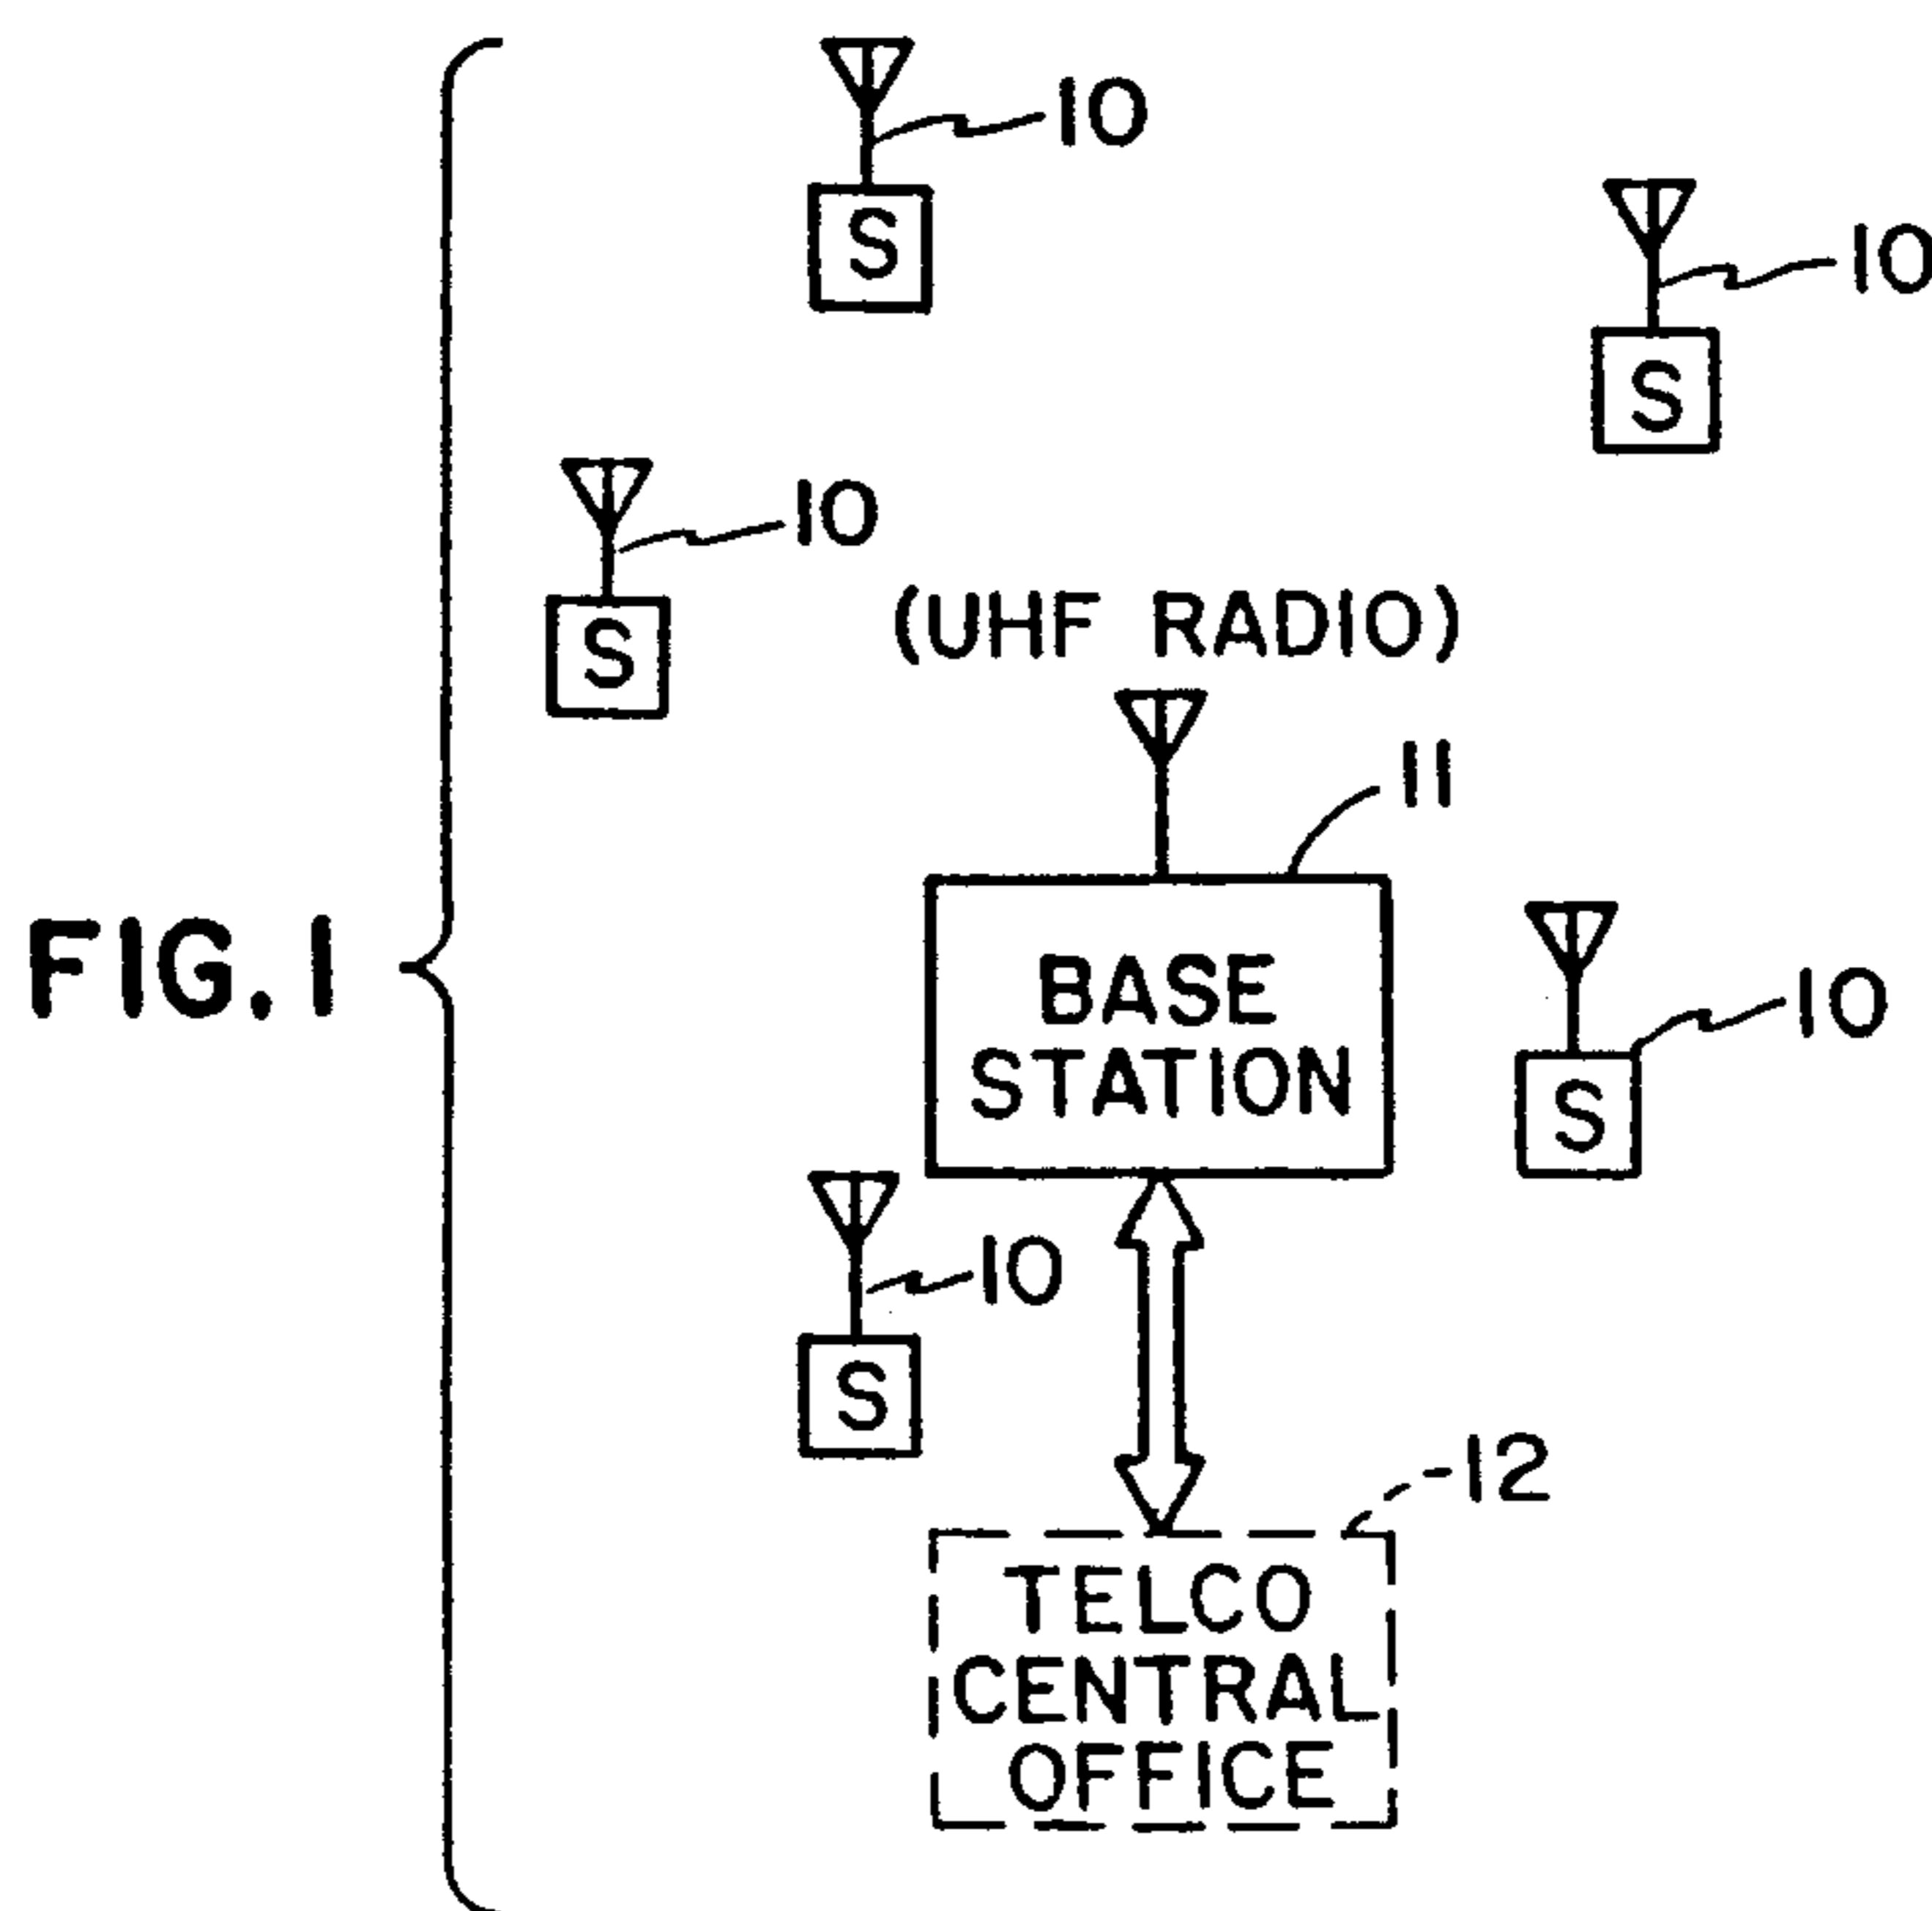 10
S
10
S
10
S
(UHF RADIO)
11
FIG. 1
BASE
STATION
10
S
10
S
12
TELCO
CENTRAL
OFFICE